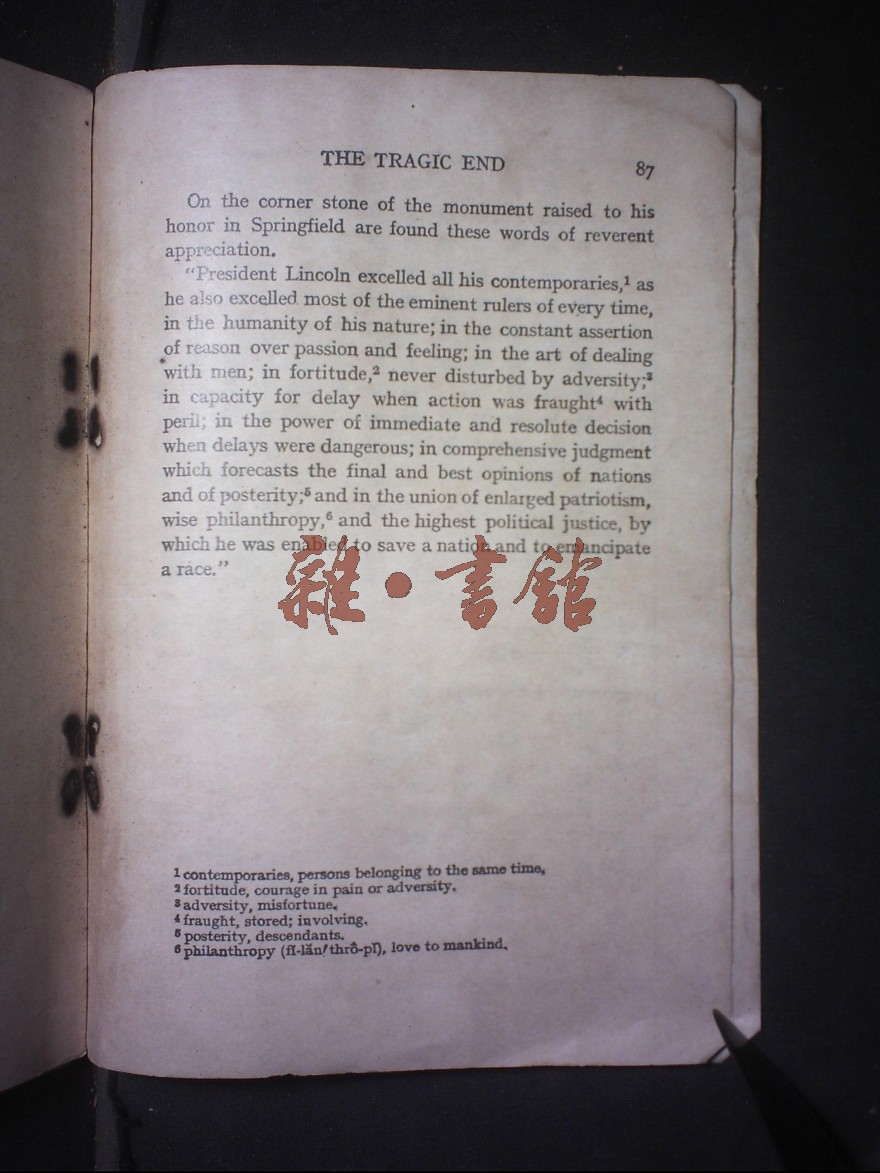 THE TRAGIC END 87
On the corner stone of the monument raised to his
honor in Springfield are found these words of reverent
appreciation.
“President Lincoln excelled all his contemporaries,¹ as
he also excelled most of the eminent rulers of every time,
in the humanity of his nature; in the constant assertion
of reason over passion and feeling; in the art of dealing
with men; in fortitude,² never disturbed by adversity;³
in capacity for delay when action was fraught⁴ with
peril; in the power of immediate and resolute decision
when delays were dangerous; in comprehensive judgment
which forecasts the final and best opinions of nations
and of posterity;⁵ and in the union of enlarged patriotism,
wise philanthropy,⁶ and the highest political justice, by
which he was enabled to save a nation and to emancipate
a race.”
雜•書館
¹ contemporaries, persons belonging to the same time.
² fortitude, courage in pain or adversity.
³ adversity, misfortune.
⁴ fraught, stored; involving.
⁵ posterity, descendants.
⁶ philanthropy (fĭ-lăn′thrô-pĭ), love to mankind.